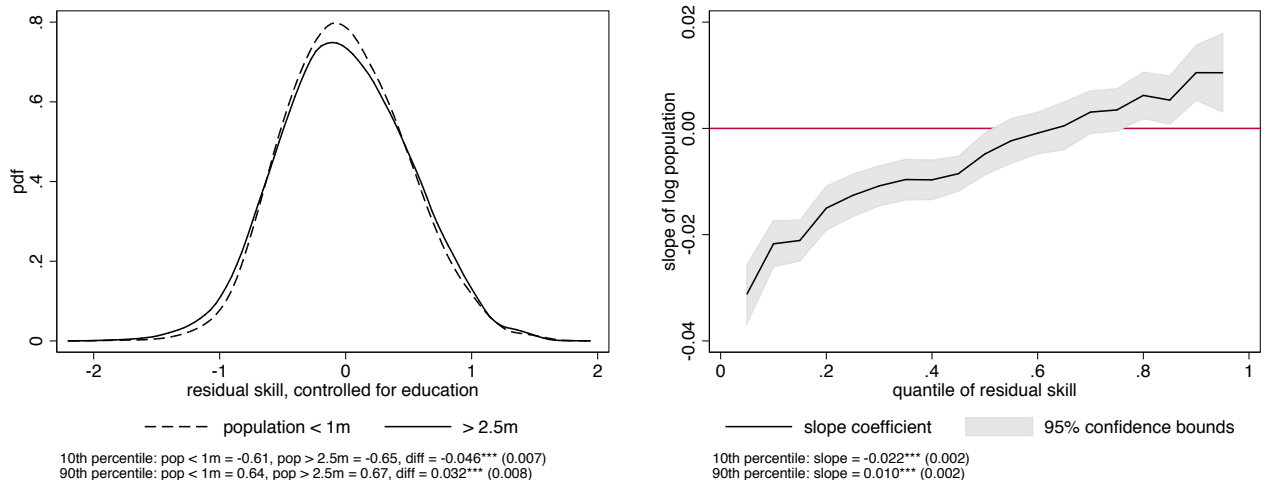 .8
.6
.4
.2
0
pdf
-2 -1 0 1 2
residual skill, controlled for education
population < 1m > 2.5m
10th percentile: pop < 1m = -0.61, pop > 2.5m = -0.65, diff = -0.046*** (0.007)
90th percentile: pop < 1m = 0.64, pop > 2.5m = 0.67, diff = 0.032*** (0.008)
0.02
0.00
-0.02
-0.04
slope of log population
0 .2 .4 .6 .8 1
quantile of residual skill
slope coefficient 95% confidence bounds
10th percentile: slope = -0.022*** (0.002)
90th percentile: slope = 0.010*** (0.002)